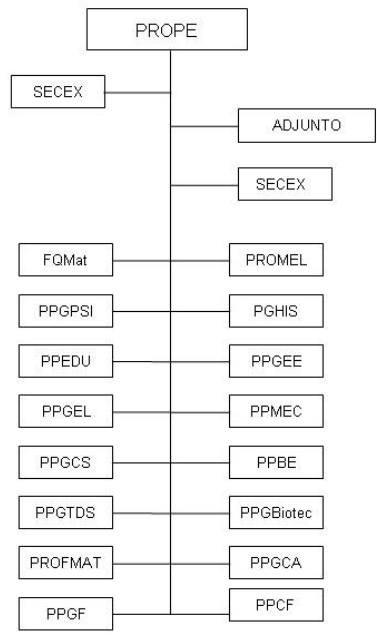 PROPE
SECEX
ADJUNTO
SECEX
FQMat
PROMEL
PPGPSI
PGHIS
PPEDU
PPGEE
PPGEL
PPMEC
PPGCS
PPBE
PPGTDS
PPGBiotec
PROFMAT
PPGCA
PPGF
PPCF